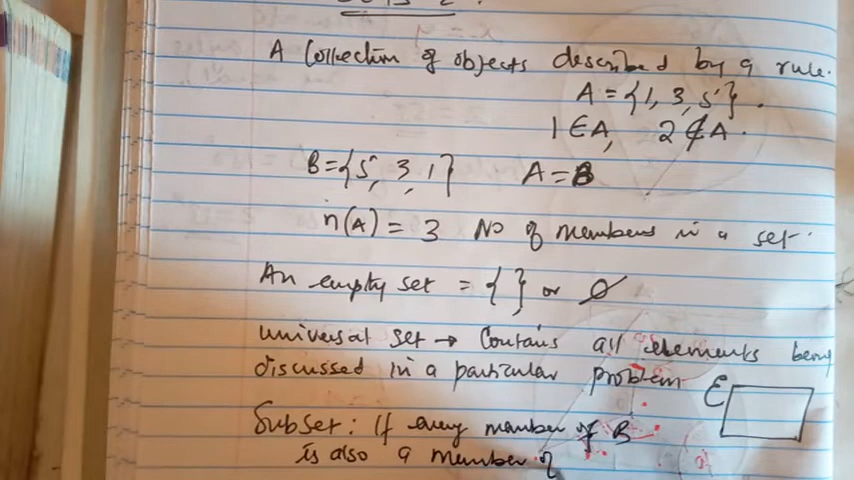 A Collection of objects described by a rule.
A = {1, 3, 5}.
1 ∈ A, 2 ∉ A.
B = {5, 3, 1} A = B
n(A) = 3 No of members in a set.
An empty set = { } or ∅
universal set → Contains all elements being
discussed in a particular problem ℰ
Subset: If every member of B
is also a member of